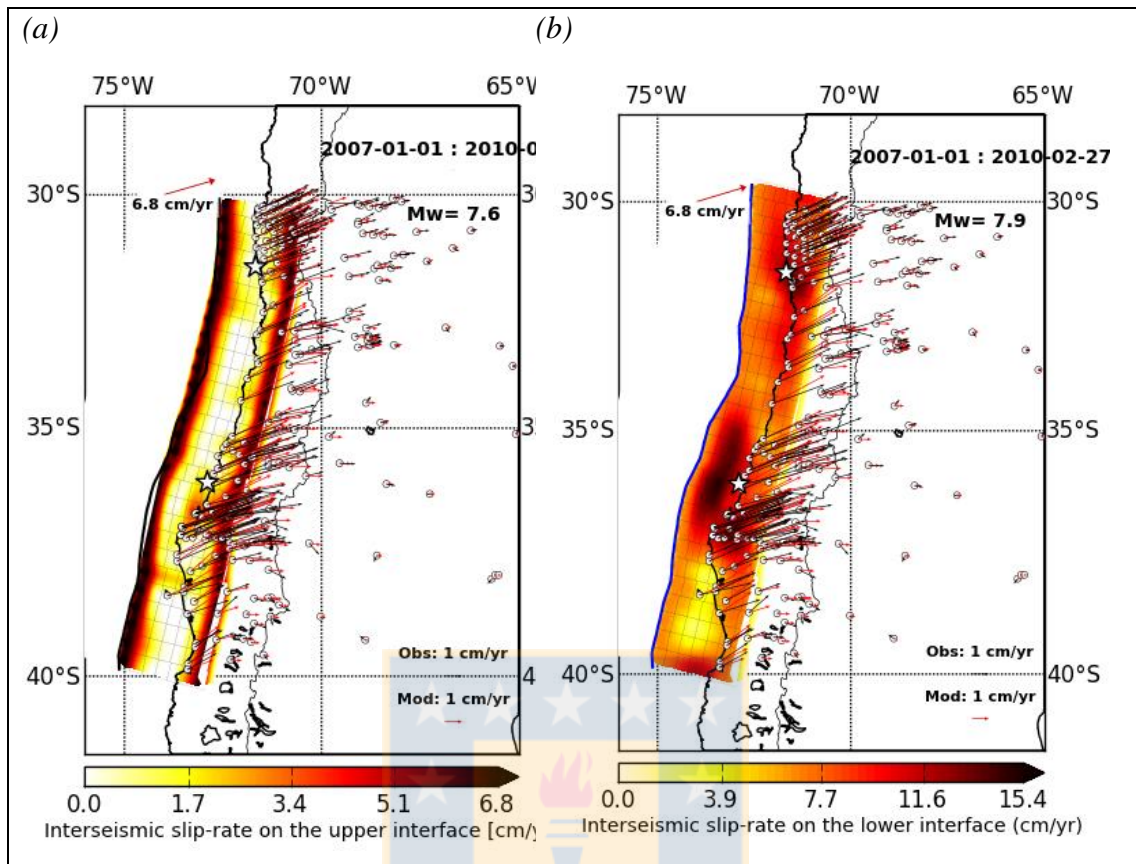 (a)
(b)
75°W 70°W 65°W
75°W 70°W 65°W
2007-01-01 : 2010-0
2007-01-01 : 2010-02-27
30°S
3
30°S
6.8 cm/yr
Mw= 7.6
6.8 cm/yr
Mw= 7.9
35°S
3
35°S
Obs: 1 cm/yr
Obs: 1 cm/yr
40°S
4
40°S
Mod: 1 cm/yr
Mod: 1 cm/yr
0.0 1.7 3.4 5.1 6.8
0.0 3.9 7.7 11.6 15.4
Interseismic slip-rate on the upper interface [cm/y
Interseismic slip-rate on the lower interface (cm/yr)